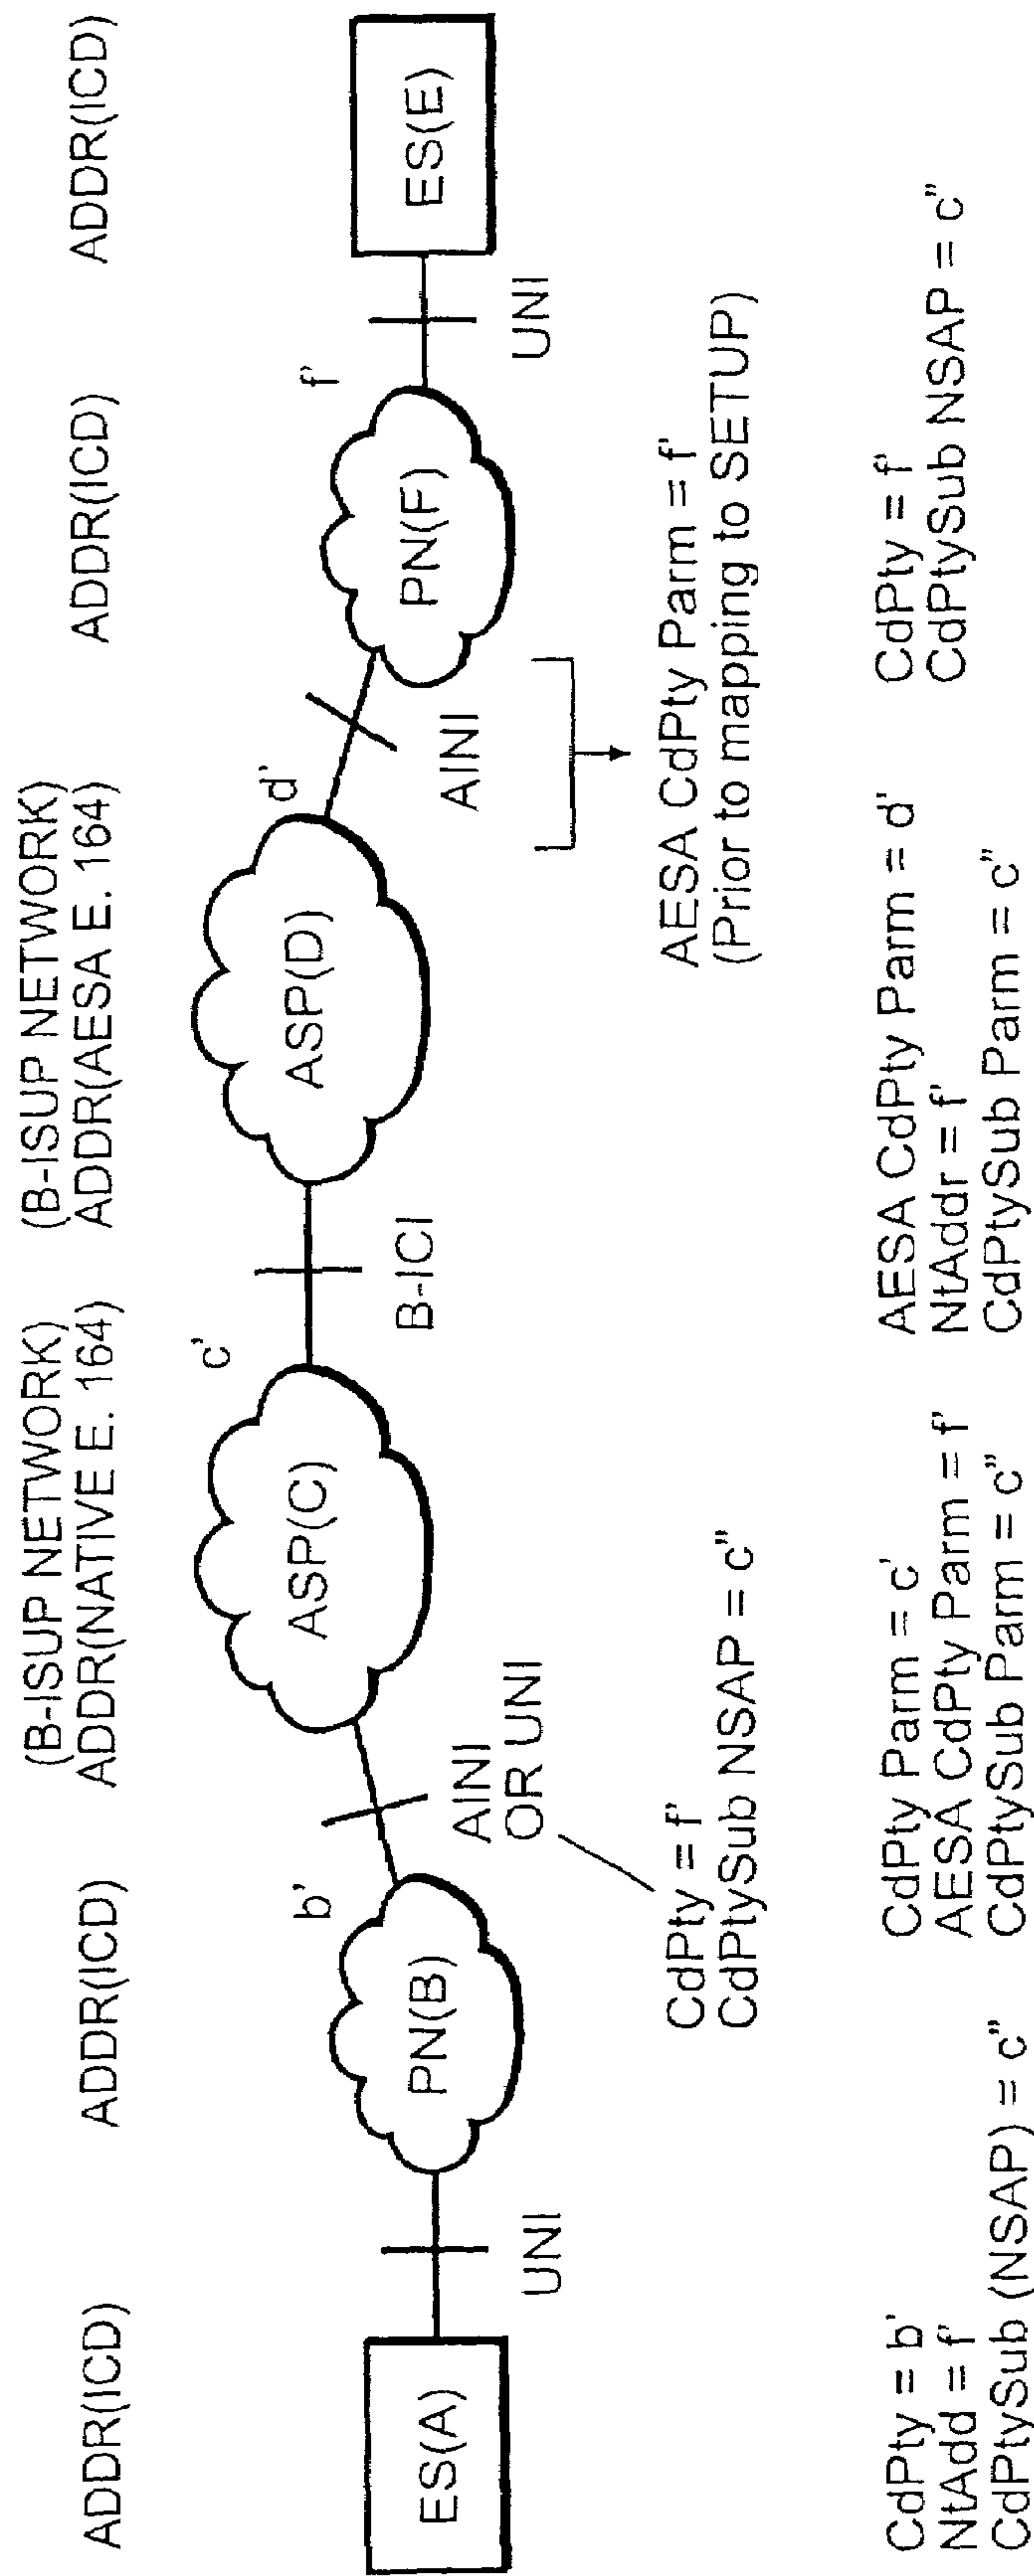 ADDR(ICD)
ADDR(ICD)
(B-ISUP NETWORK)
ADDR(NATIVE E. 164)
(B-ISUP NETWORK)
ADDR(AESA E. 164)
ADDR(ICD)
ADDR(ICD)
ES(A)
UNI
b'
PN(B)
AINI
OR UNI
c'
ASP(C)
B-ICI
d'
ASP(D)
AINI
f'
PN(F)
UNI
ES(E)
CdPty = f'
CdPtySub NSAP = c"
AESA CdPty Parm = f'
(Prior to mapping to SETUP)
CdPty = b'
NtAdd = f'
CdPtySub (NSAP) = c"
CdPty Parm = c'
AESA CdPty Parm = f'
CdPtySub Parm = c"
AESA CdPty Parm = d'
NtAddr = f'
CdPtySub Parm = c"
CdPty = f'
CdPtySub NSAP = c"